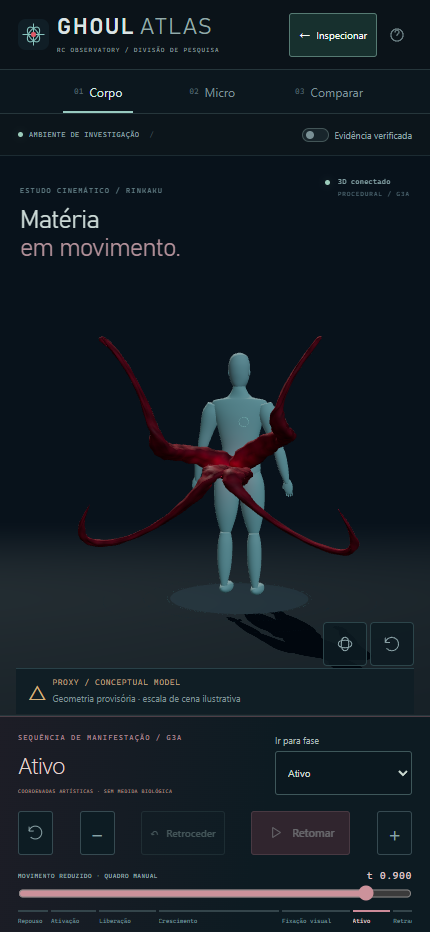 GHOUL ATLAS
RC OBSERVATORY / DIVISÃO DE PESQUISA
← Inspecionar
01 Corpo
02 Micro
03 Comparar
AMBIENTE DE INVESTIGAÇÃO /
Evidência verificada
ESTUDO CINEMÁTICO / RINKAKU
3D conectado
PROCEDURAL / G3A
Matéria
em movimento.
PROXY / CONCEPTUAL MODEL
Geometria provisória · escala de cena ilustrativa
SEQUÊNCIA DE MANIFESTAÇÃO / G3A
Ativo
COORDENADAS ARTÍSTICAS · SEM MEDIDA BIOLÓGICA
Ir para fase
Ativo
Retroceder
Retomar
MOVIMENTO REDUZIDO · QUADRO MANUAL
t 0.900
Repouso Ativação Liberação Crescimento Fixação visual Ativo Retra